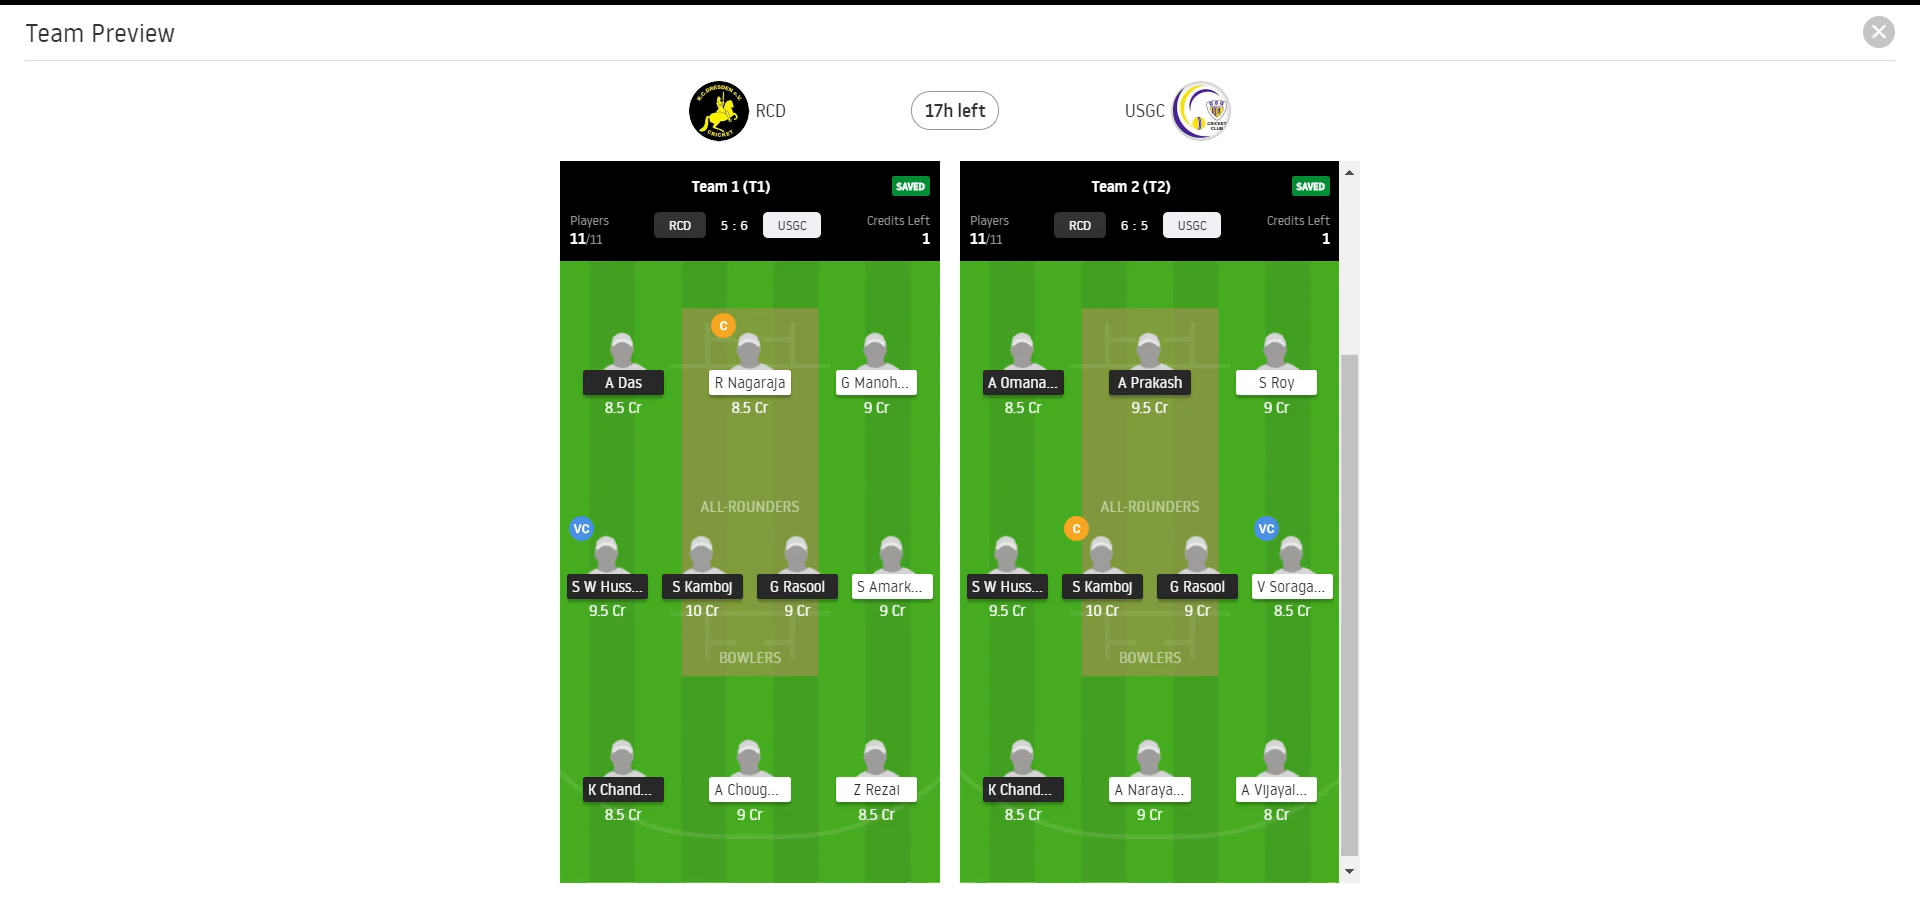 Team Preview
R.C. DRESDEN e.V.
CRICKET
RCD
17h left
USGC
CRICKET
CLUB
Team 1 (T1)
SAVED
Players
11/11
RCD
5 : 6
USGC
Credits Left
1
C
A Das
R Nagaraja
G Manoh...
8.5 Cr
8.5 Cr
9 Cr
ALL-ROUNDERS
VC
S W Huss...
S Kamboj
G Rasool
S Amark...
9.5 Cr
10 Cr
9 Cr
9 Cr
BOWLERS
K Chand...
A Choug...
Z Rezai
8.5 Cr
9 Cr
8.5 Cr
Team 2 (T2)
SAVED
Players
11/11
RCD
6 : 5
USGC
Credits Left
1
A Omana...
A Prakash
S Roy
8.5 Cr
9.5 Cr
9 Cr
ALL-ROUNDERS
C
VC
S W Huss...
S Kamboj
G Rasool
V Soraga...
9.5 Cr
10 Cr
9 Cr
8.5 Cr
BOWLERS
K Chand...
A Naraya...
A Vijayal...
8.5 Cr
9 Cr
8 Cr